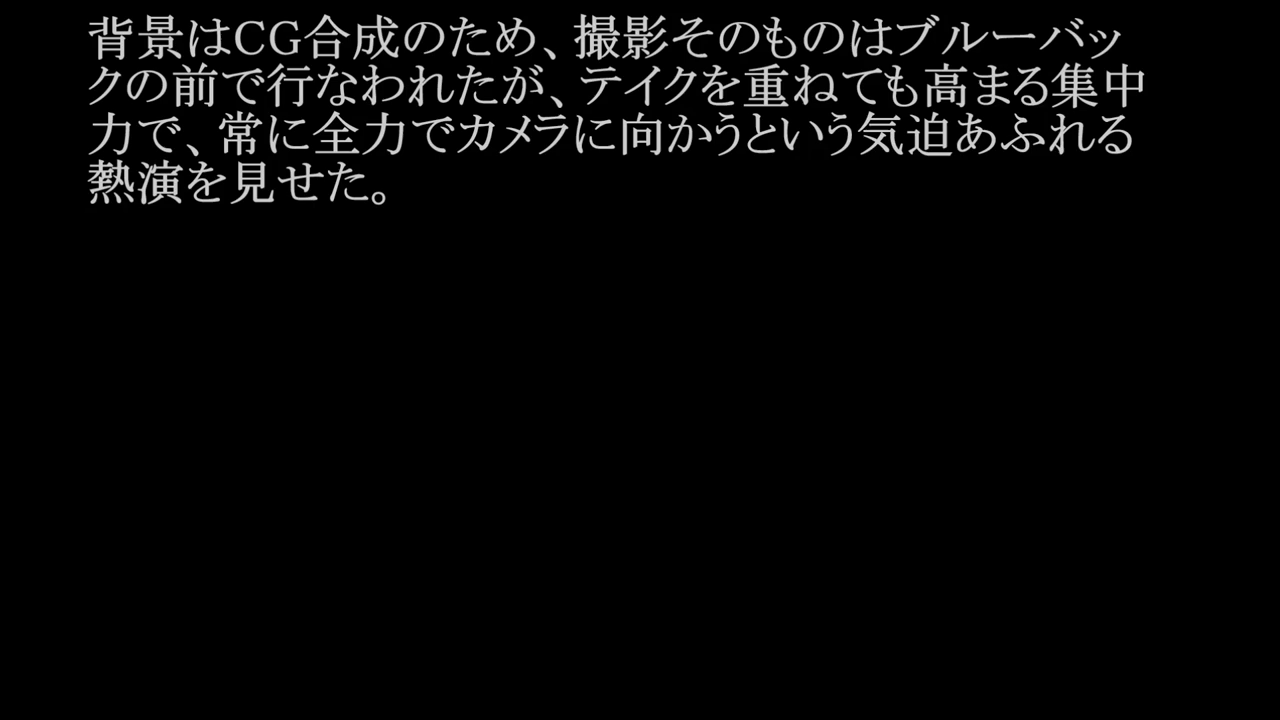 背景はCG合成のため、撮影そのものはブルーバッ
クの前で行なわれたが、テイクを重ねても高まる集中
力で、常に全力でカメラに向かうという気迫あふれる
熱演を見せた。